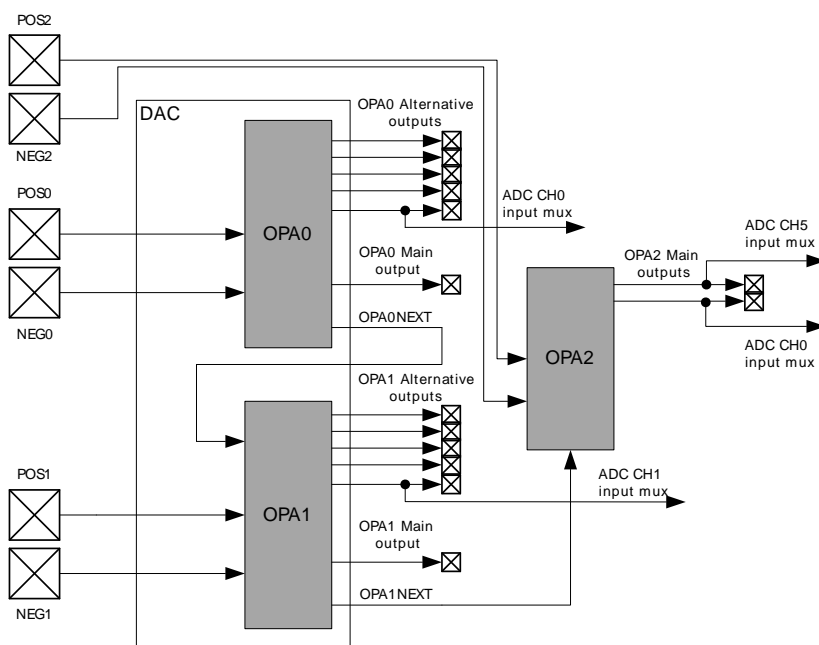 POS2
NEG2
DAC
OPA0 Alternative
outputs
POS0
ADC CH0
input mux
OPA0
ADC CH5
input mux
OPA0 Main
output
OPA2 Main
outputs
NEG0
OPA0NEXT
ADC CH0
input mux
OPA2
OPA1 Alternative
outputs
POS1
ADC CH1
input mux
OPA1
OPA1 Main
output
OPA1NEXT
NEG1